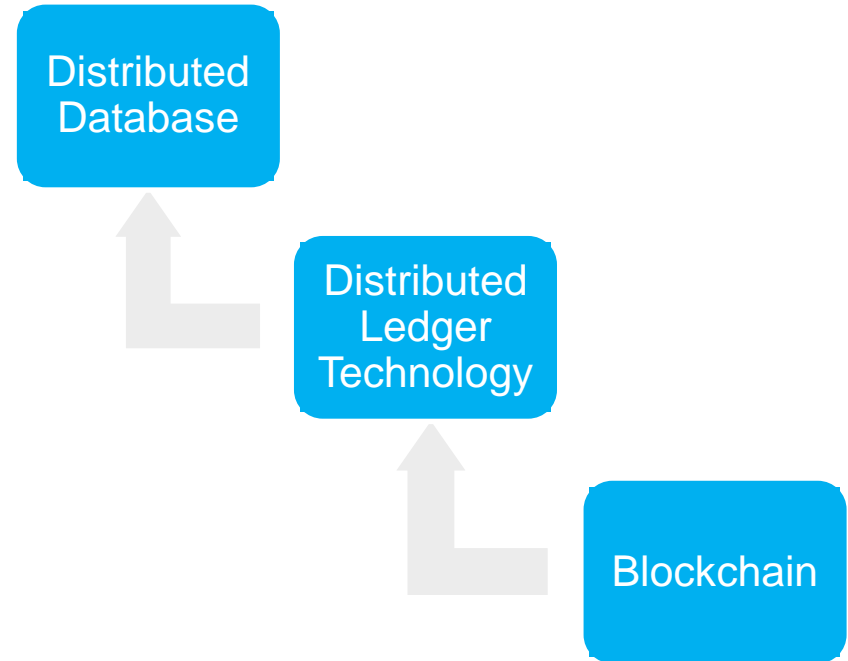 Distributed
Database
Distributed
Ledger
Technology
Blockchain